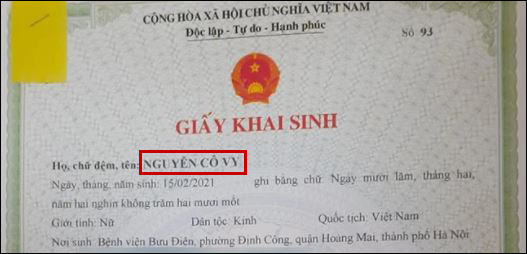 CỘNG HÒA XÃ HỘI CHỦ NGHĨA VIỆT NAM
Độc lập - Tự do - Hạnh phúc
Số 93
GIẤY KHAI SINH
Họ, chữ đệm, tên: NGUYỄN CÔ VY
Ngày, tháng, năm sinh: 15/02/2021 ghi bằng chữ: Ngày mười lăm, tháng hai,
năm hai nghìn không trăm hai mươi mốt
Giới tính: Nữ Dân tộc: Kinh Quốc tịch: Việt Nam
Nơi sinh Bệnh viện Bưu Điện, phường Định Công, quận Hoàng Mai, thành phố Hà Nội